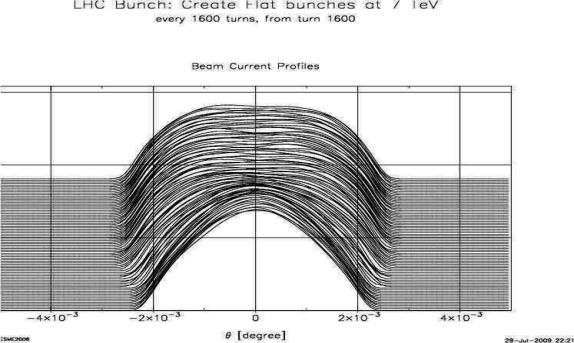 LHC Bunch: Create Flat bunches at 7 TeV
every 1600 turns, from turn 1600
Beam Current Profiles
−4×10⁻³ −2×10⁻³ 0 2×10⁻³ 4×10⁻³
θ [degree]
ESME2006 29-Jul-2009 22:21